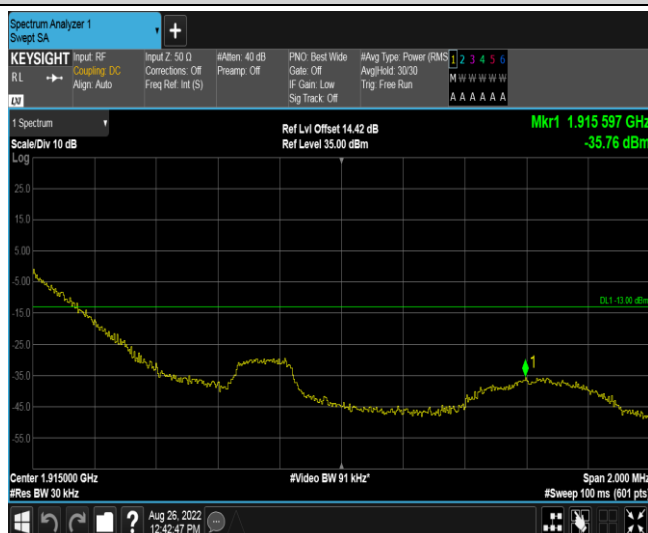 Spectrum Analyzer 1
Swept SA
+
KEYSIGHT Input: RF Input Z: 50 Ω #Atten: 40 dB PNO: Best Wide #Avg Type: Power (RMS 1 2 3 4 5 6
R L Coupling: DC Corrections: Off Preamp: Off Gate: Off Avg|Hold: 30/30 M W W W W W
Align: Auto Freq Ref: Int (S) IF Gain: Low Trig: Free Run
Sig Track: Off A A A A A A
LXI
1 Spectrum Ref Lvl Offset 14.42 dB Mkr1 1.915 597 GHz
Scale/Div 10 dB Ref Level 35.00 dBm -35.76 dBm
Log
25.0
15.0
5.00
-5.00
DL1 -13.00 dBm
-15.0
-25.0
-35.0
1
-45.0
-55.0
Center 1.915000 GHz #Video BW 91 kHz* Span 2.000 MHz
#Res BW 30 kHz #Sweep 100 ms (601 pts)
? Aug 26, 2022
12:42:47 PM